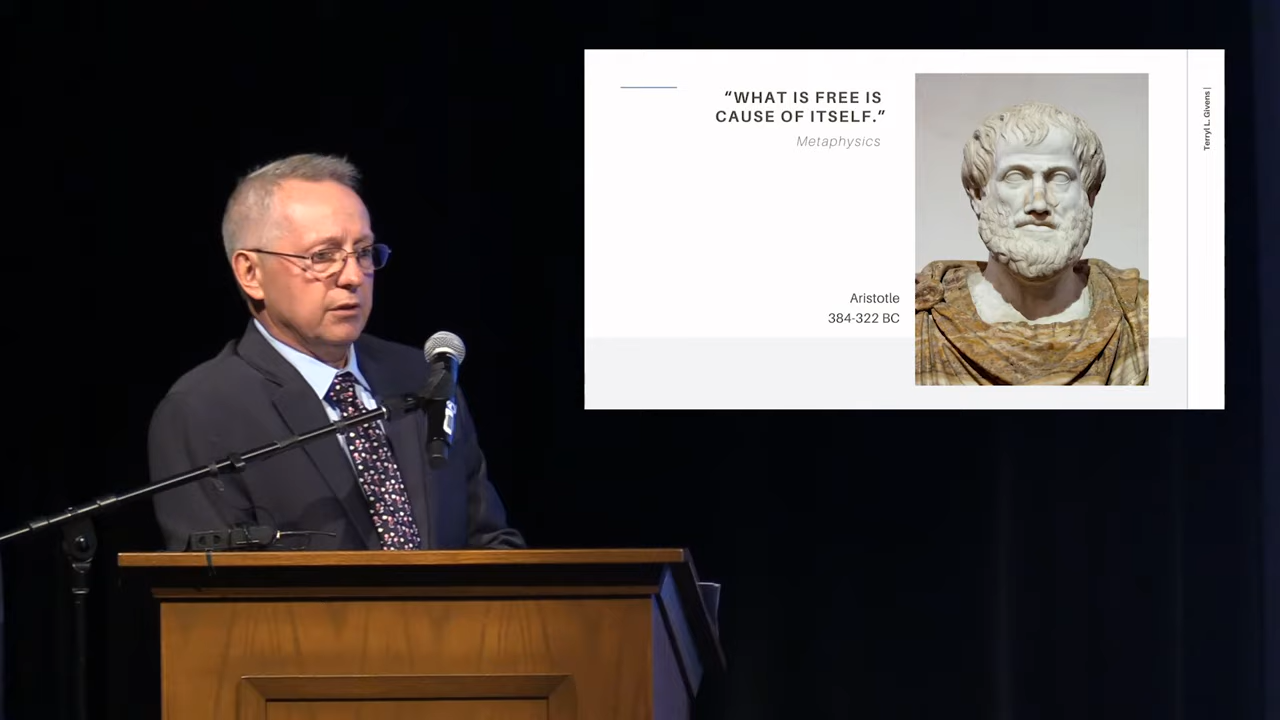 “WHAT IS FREE IS
CAUSE OF ITSELF.”
Metaphysics
Aristotle
384-322 BC
Terryl L. Givens |